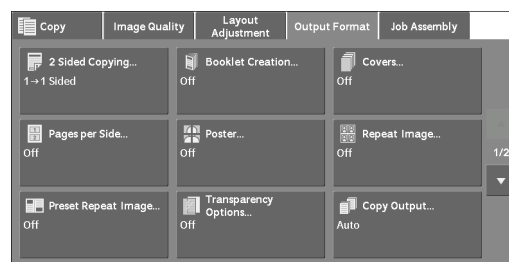 Copy
Image Quality
Layout
Adjustment
Output Format
Job Assembly
2 Sided Copying...
1→1 Sided
Booklet Creation...
Off
Covers...
Off
Pages per Side...
Off
Poster...
Off
Repeat Image...
Off
1/2
Preset Repeat Image...
Off
Transparency
Options...
Off
Copy Output...
Auto